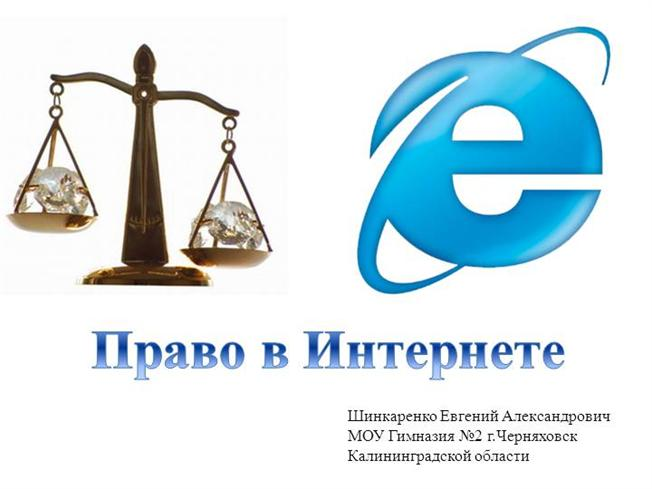 Право в Интернете
Шинкаренко Евгений Александрович
МОУ Гимназия №2 г.Черняховск
Калининградской области